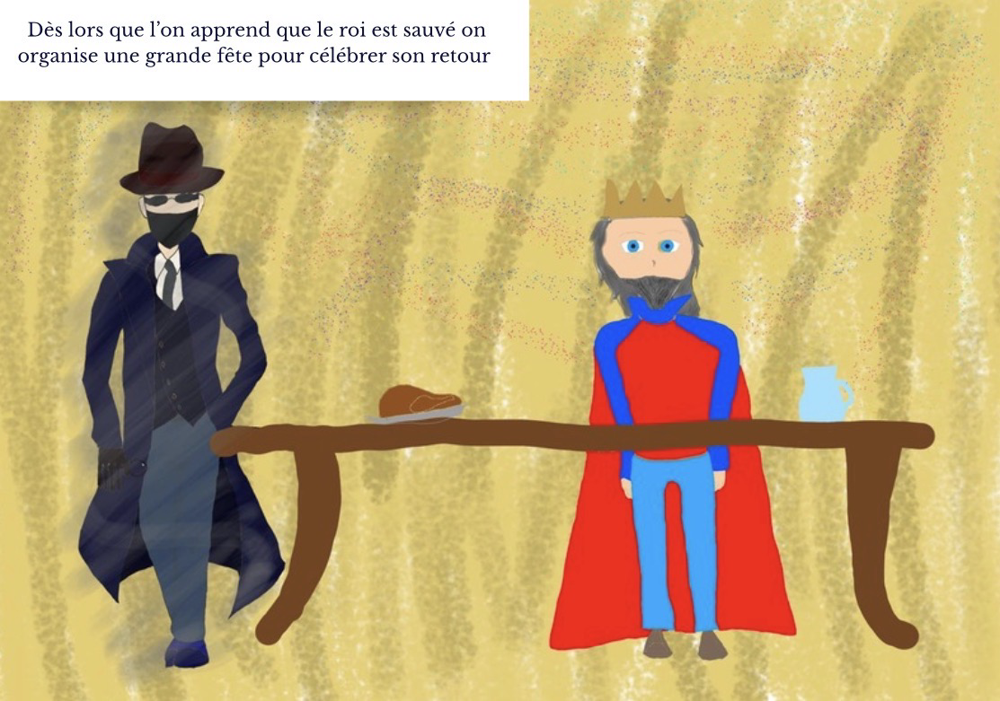 Dès lors que l’on apprend que le roi est sauvé on
organise une grande fête pour célébrer son retour